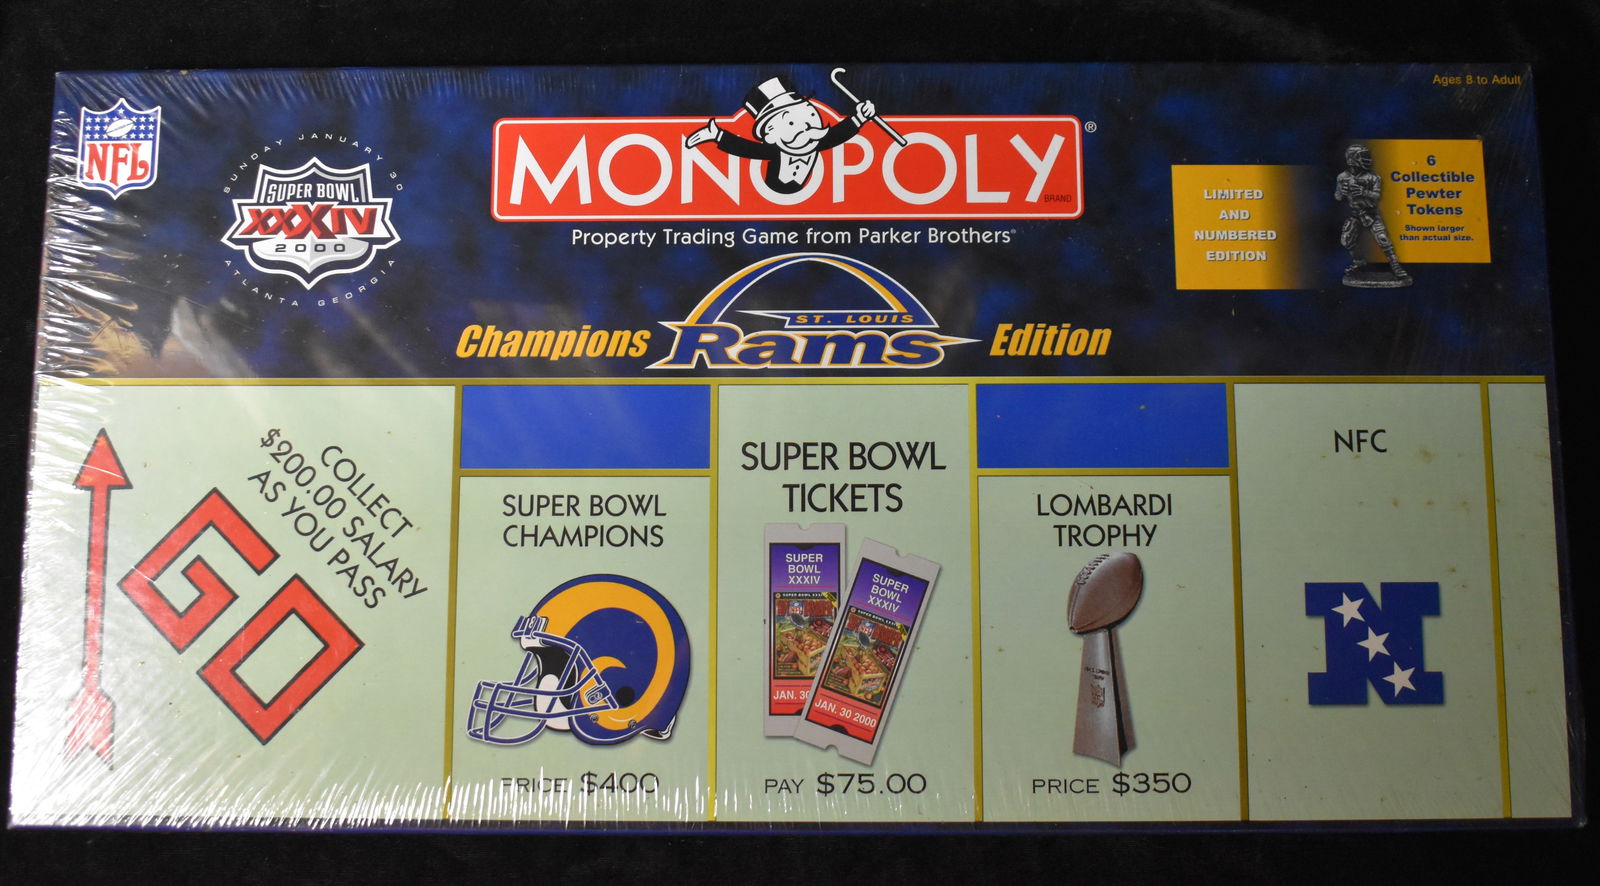 Ages 8 to Adult
NFL
SUNDAY JANUARY 30
SUPER BOWL
XXXIV
2000
ATLANTA GEORGIA
MONOPOLY®
BRAND
Property Trading Game from Parker Brothers®
LIMITED
AND
NUMBERED
EDITION
6
Collectible
Pewter
Tokens
Shown larger
than actual size.
Champions
ST. LOUIS
Rams
Edition
COLLECT
$200.00 SALARY
AS YOU PASS
GO
SUPER BOWL
CHAMPIONS
PRICE $400
SUPER BOWL
TICKETS
SUPER
BOWL
XXXIV
JAN. 30
SUPER
BOWL
XXXIV
JAN. 30 2000
PAY $75.00
LOMBARDI
TROPHY
PRICE $350
NFC
N